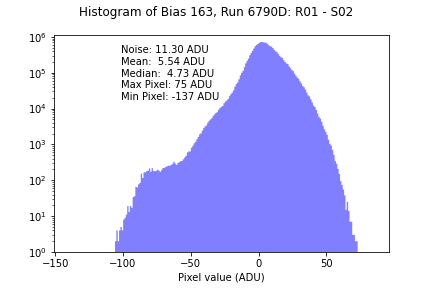 Histogram of Bias 163, Run 6790D: R01 - S02
Noise: 11.30 ADU
Mean:  5.54 ADU
Median:  4.73 ADU
Max Pixel: 75 ADU
Min Pixel: -137 ADU
10⁶
10⁵
10⁴
10³
10²
10¹
10⁰
−150 −100 −50 0 50
Pixel value (ADU)